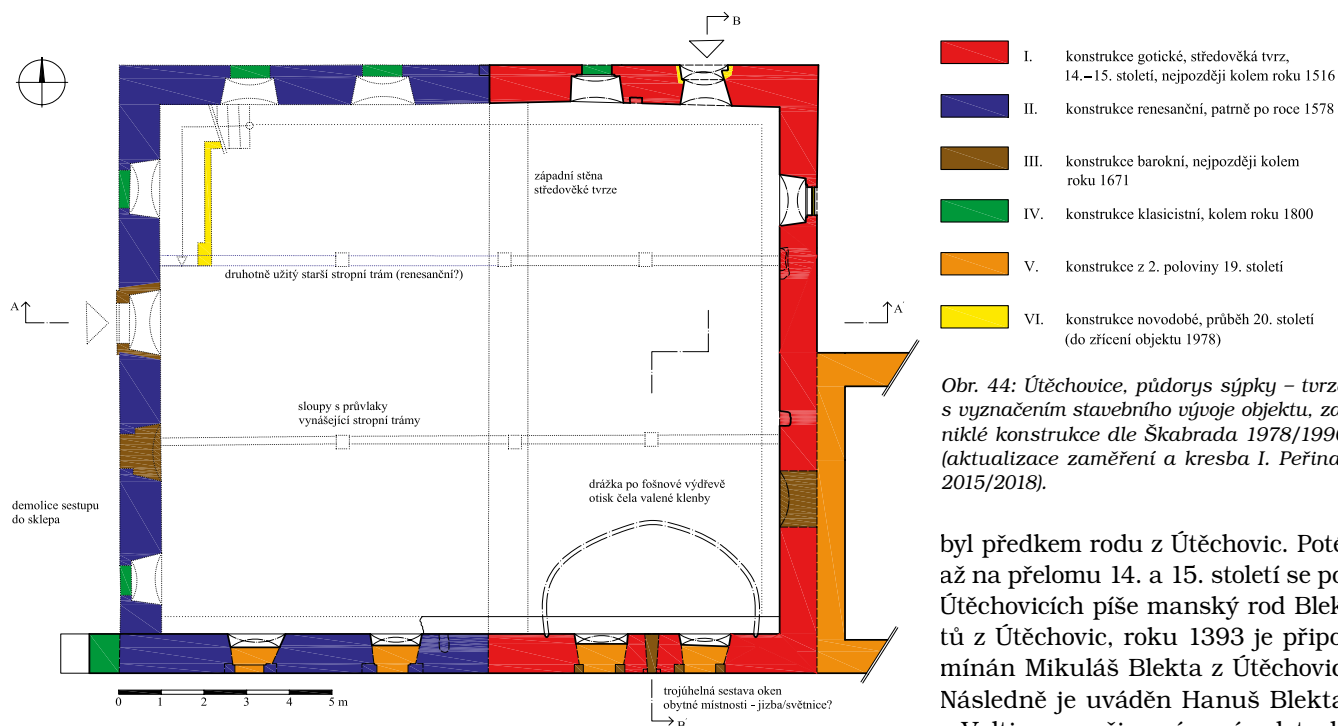 B
I. konstrukce gotické, středověká tvrz,
14.–15. století, nejpozději kolem roku 1516
II. konstrukce renesanční, patrně po roce 1578
III. konstrukce barokní, nejpozději kolem
roku 1671
IV. konstrukce klasicistní, kolem roku 1800
V. konstrukce z 2. poloviny 19. století
VI. konstrukce novodobé, průběh 20. století
(do zřícení objektu 1978)
západní stěna
středověké tvrze
druhotně užitý starší stropní trám (renesanční?)
A
A'
sloupy s průvlaky
vynášející stropní trámy
drážka po fošnové výdřevě
otisk čela valené klenby
demolice sestupu
do sklepa
trojúhelná sestava oken
obytné místnosti - jizba/světnice?
B'
0 1 2 3 4 5 m
Obr. 44: Útěchovice, půdorys sýpky – tvrze
s vyznačením stavebního vývoje objektu, za
niklé konstrukce dle Škabrada 1978/1990
(aktualizace zaměření a kresba I. Peřina
2015/2018).
byl předkem rodu z Útěchovic. Poté
až na přelomu 14. a 15. století se po
Útěchovicích píše manský rod Blek
tů z Útěchovic, roku 1393 je připo
mínán Mikuláš Blekta z Útěchovic
Následně je uváděn Hanuš Blekta